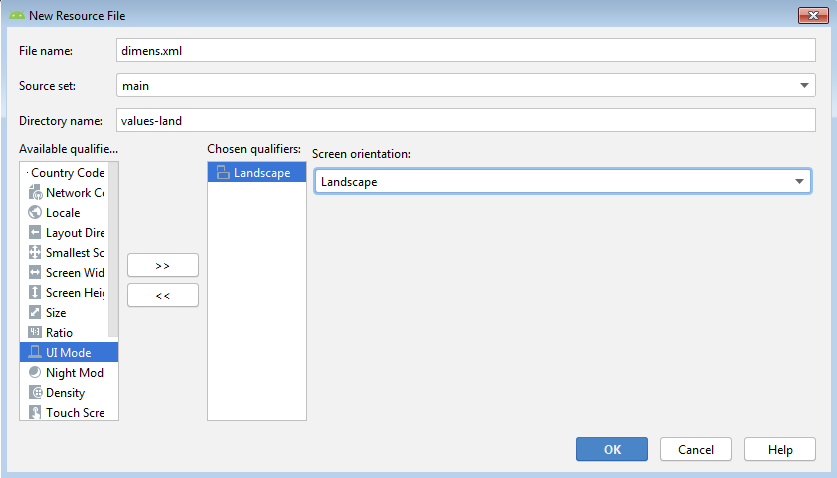 New Resource File
File name:
dimens.xml
Source set:
main
Directory name:
values-land
Available qualifie...
Chosen qualifiers:
Screen orientation:
Country Code
Network Co
Locale
Layout Dire
Smallest Sc
Screen Wid
Screen Heig
Size
4:3 Ratio
UI Mode
Night Mod
Density
Touch Scre
>>
<<
Landscape
Landscape
OK
Cancel
Help